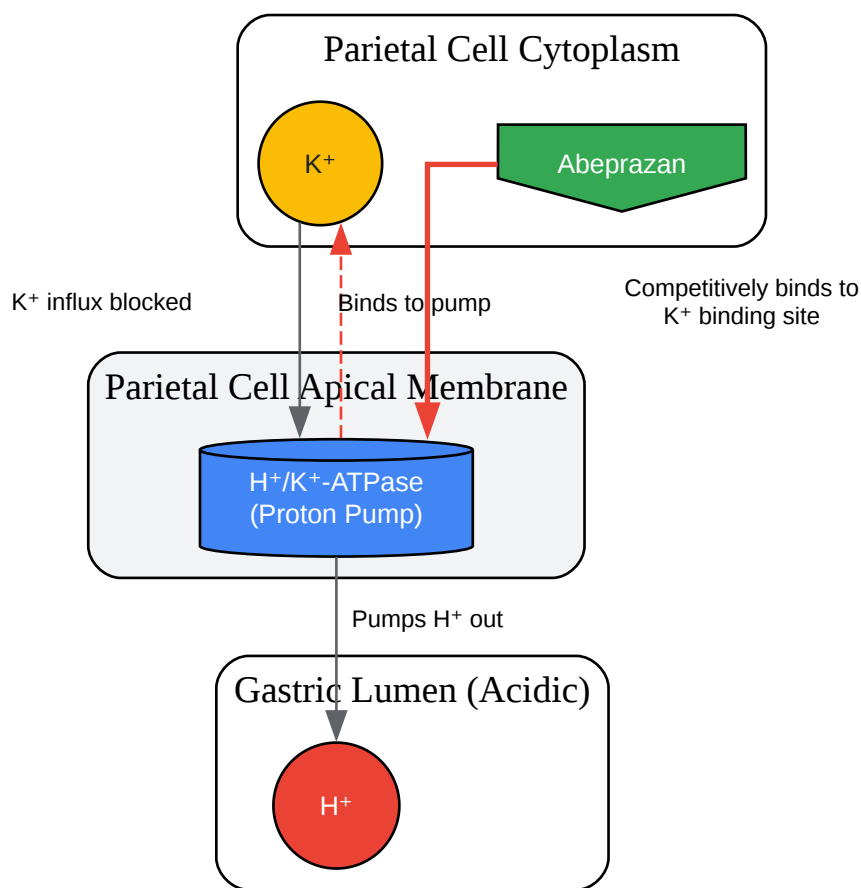 Parietal Cell Cytoplasm
K⁺
Abeprazan
K⁺ influx blocked
Binds to pump
Competitively binds to
K⁺ binding site
Parietal Cell Apical Membrane
H⁺/K⁺-ATPase
(Proton Pump)
Pumps H⁺ out
Gastric Lumen (Acidic)
H⁺